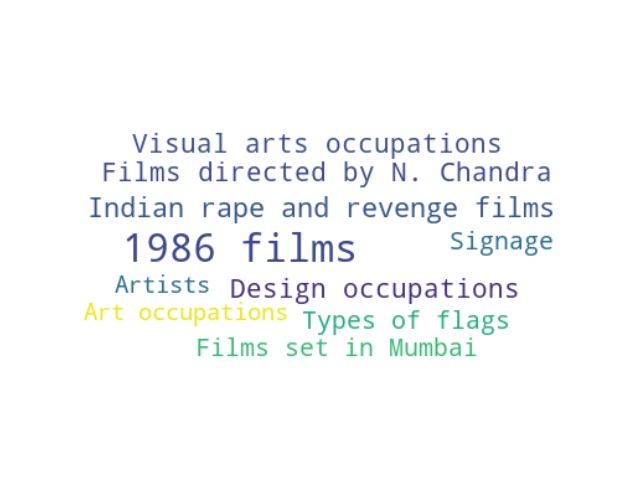 Visual arts occupations
Films directed by N. Chandra
Indian rape and revenge films
1986 films
Signage
Artists
Design occupations
Art occupations
Types of flags
Films set in Mumbai